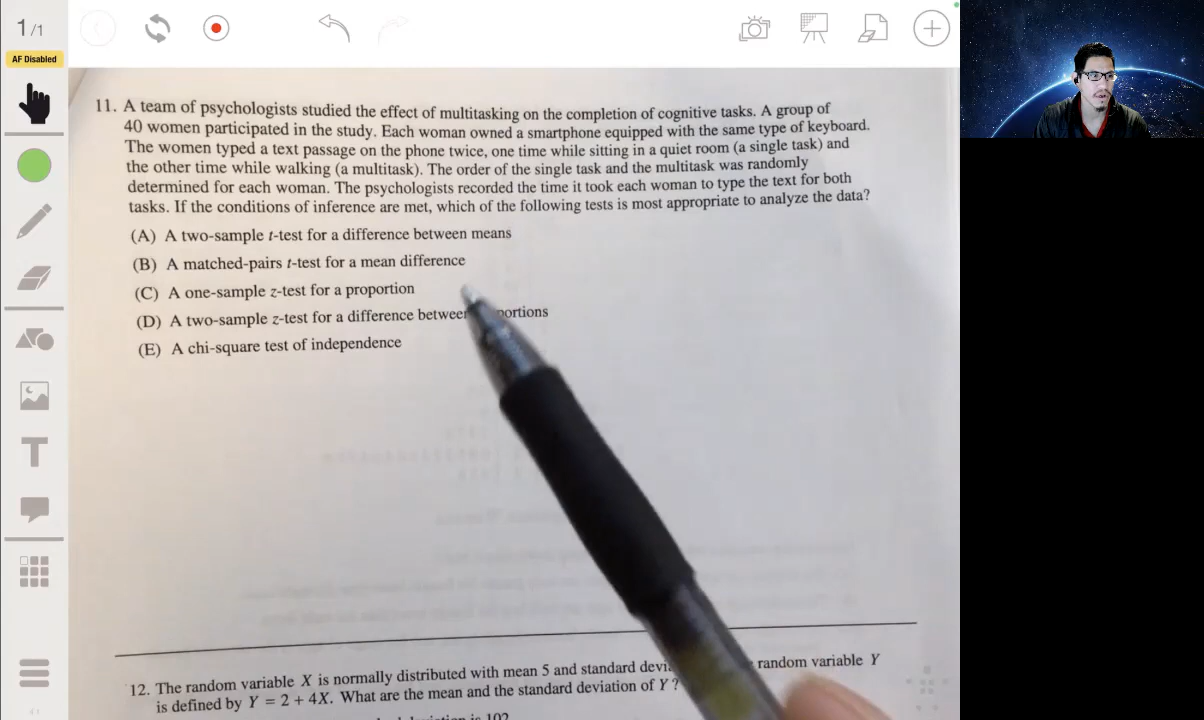 1/1
AF Disabled
11. A team of psychologists studied the effect of multitasking on the completion of cognitive tasks. A group of
40 women participated in the study. Each woman owned a smartphone equipped with the same type of keyboard.
The women typed a text passage on the phone twice, one time while sitting in a quiet room (a single task) and
the other time while walking (a multitask). The order of the single task and the multitask was randomly
determined for each woman. The psychologists recorded the time it took each woman to type the text for both
tasks. If the conditions of inference are met, which of the following tests is most appropriate to analyze the data?
(A) A two-sample t-test for a difference between means
(B) A matched-pairs t-test for a mean difference
(C) A one-sample z-test for a proportion
(D) A two-sample z-test for a difference
(E) A chi-square test of independence
12. The random variable X is normally distributed with mean 5 and standard random variable Y
is defined by Y = 2 + 4X. What are the mean and the standard deviation of Y?
T